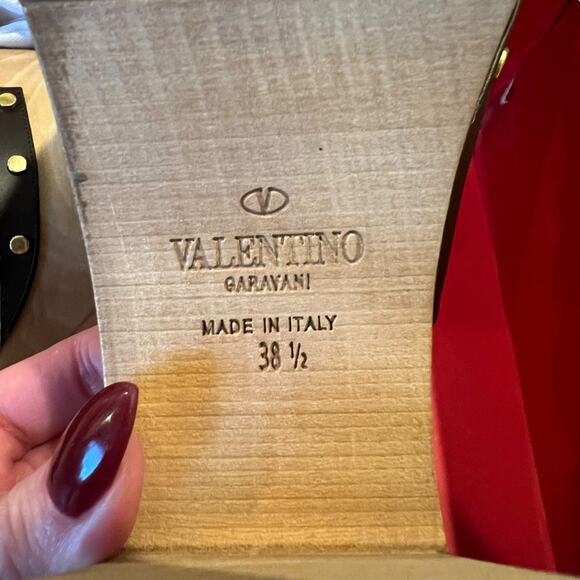 V
VALENTINO
GARAVANI
MADE IN ITALY
38 ½